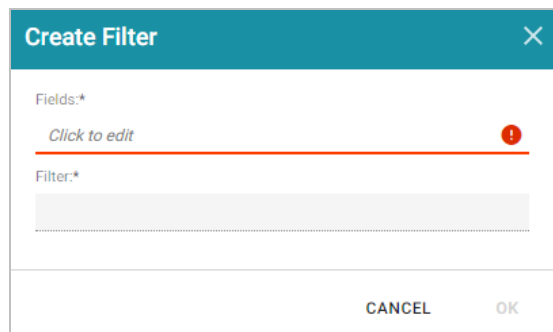 Create Filter
Fields:*
Click to edit
Filter:*
CANCEL OK